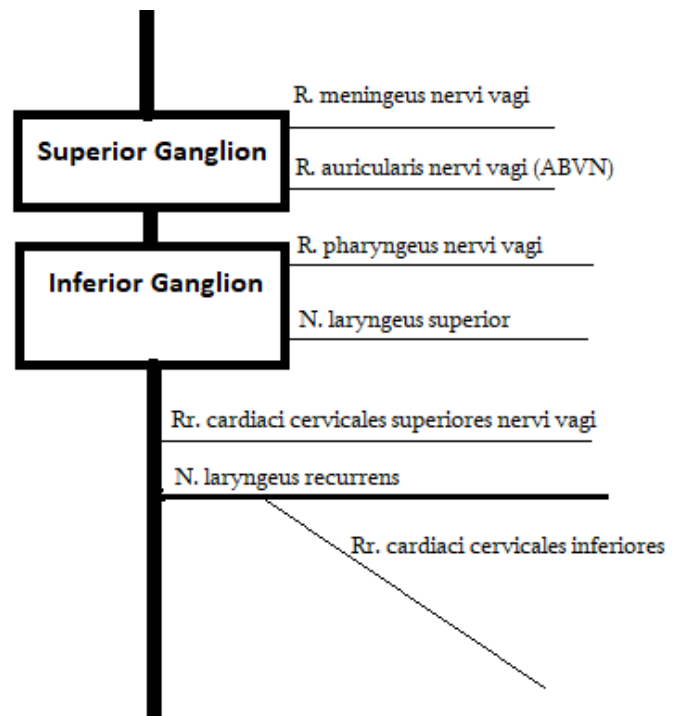 R. meningeus nervi vagi
Superior Ganglion
R. auricularis nervi vagi (ABVN)
R. pharyngeus nervi vagi
Inferior Ganglion
N. laryngeus superior
Rr. cardiaci cervicales superiores nervi vagi
N. laryngeus recurrens
Rr. cardiaci cervicales inferiores